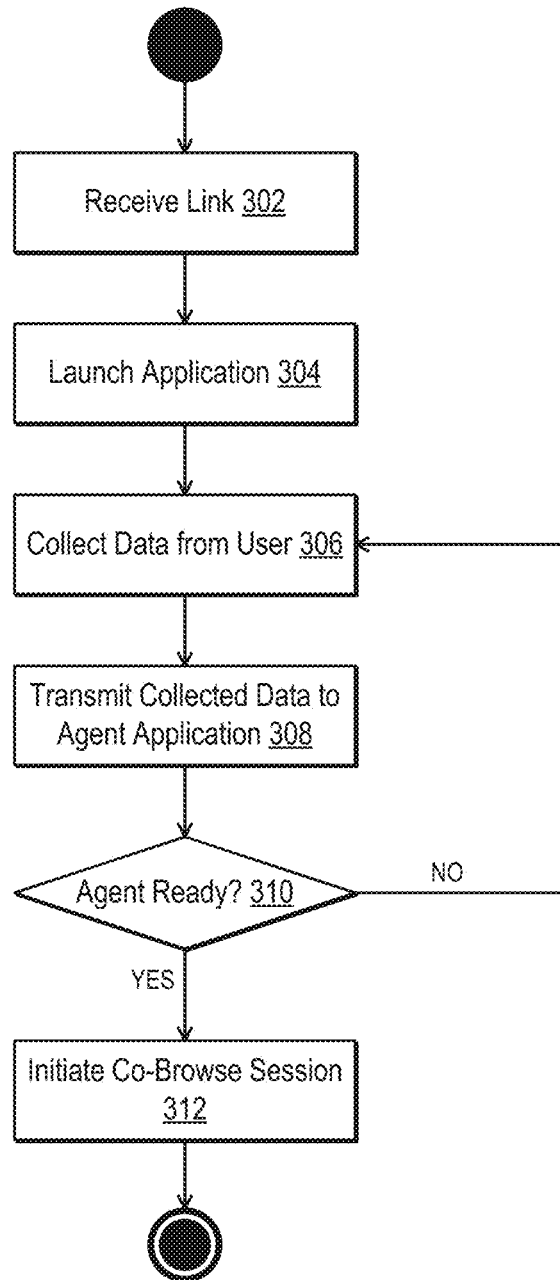 Receive Link 302
Launch Application 304
Collect Data from User 306
Transmit Collected Data to
Agent Application 308
Agent Ready? 310
NO
YES
Initiate Co-Browse Session
312